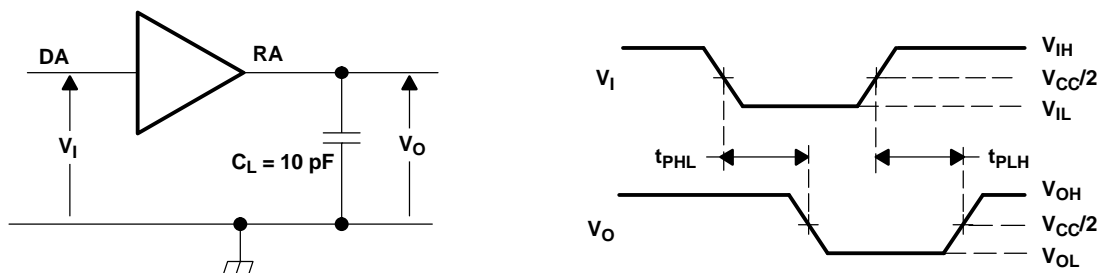 DA
RA
V_I
C_L = 10 pF
V_O
V_I
V_IH
V_CC/2
V_IL
t_PHL
t_PLH
V_O
V_OH
V_CC/2
V_OL